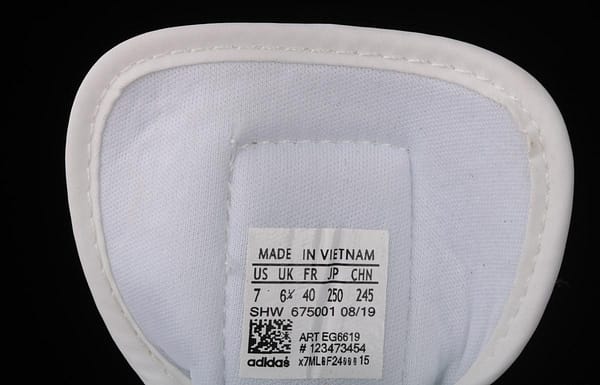 MADE IN VIETNAM
US UK FR JP CHN
7 6½ 40 250 245
SHW 675001 08/19
ART EG6619
# 123473454
adidas